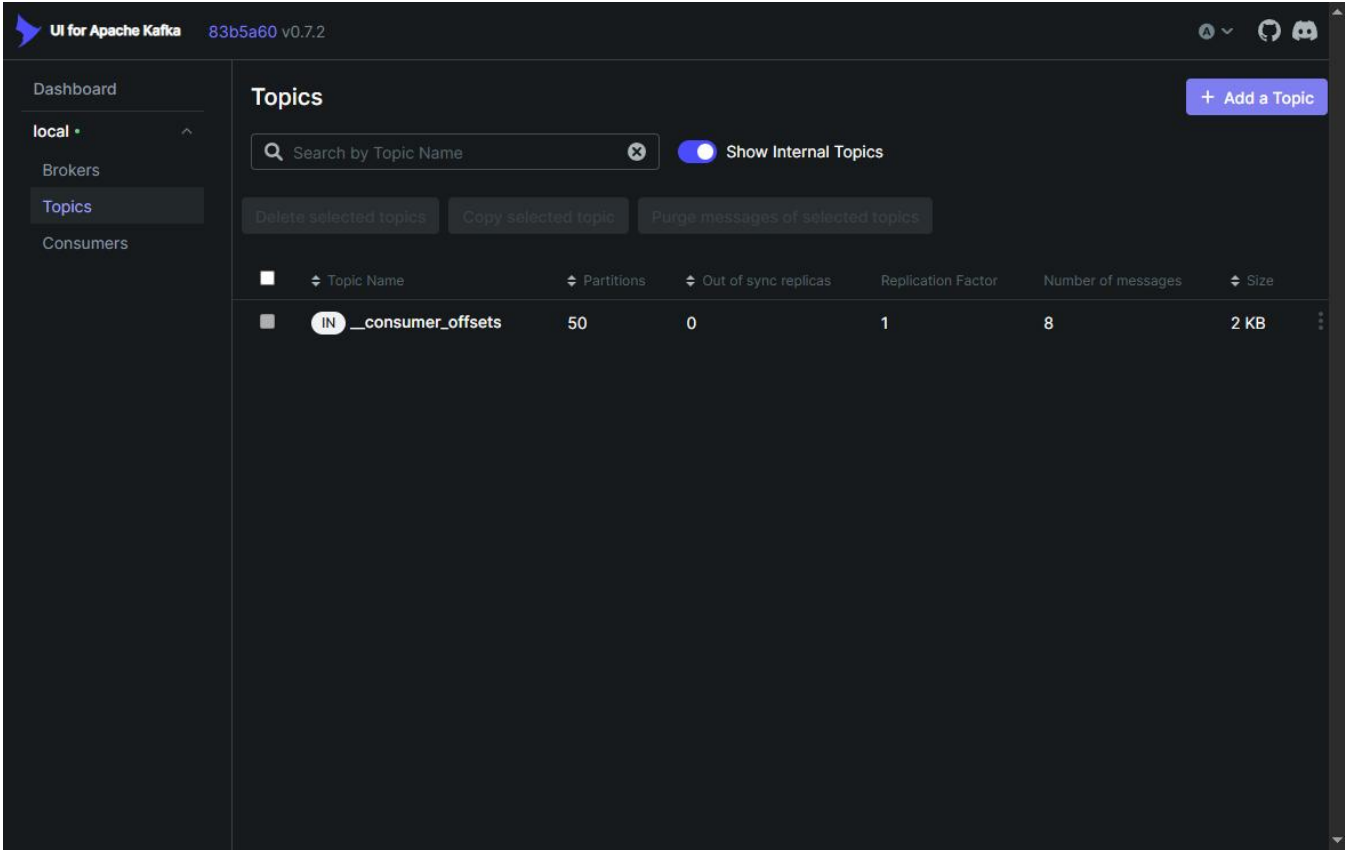 UI for Apache Kafka 83b5a60 v0.7.2
Dashboard
local
Brokers
Topics
Consumers
Topics
+ Add a Topic
Search by Topic Name
Show Internal Topics
Delete selected topics Copy selected topic Purge messages of selected topics
Topic Name Partitions Out of sync replicas Replication Factor Number of messages Size
IN __consumer_offsets 50 0 1 8 2 KB